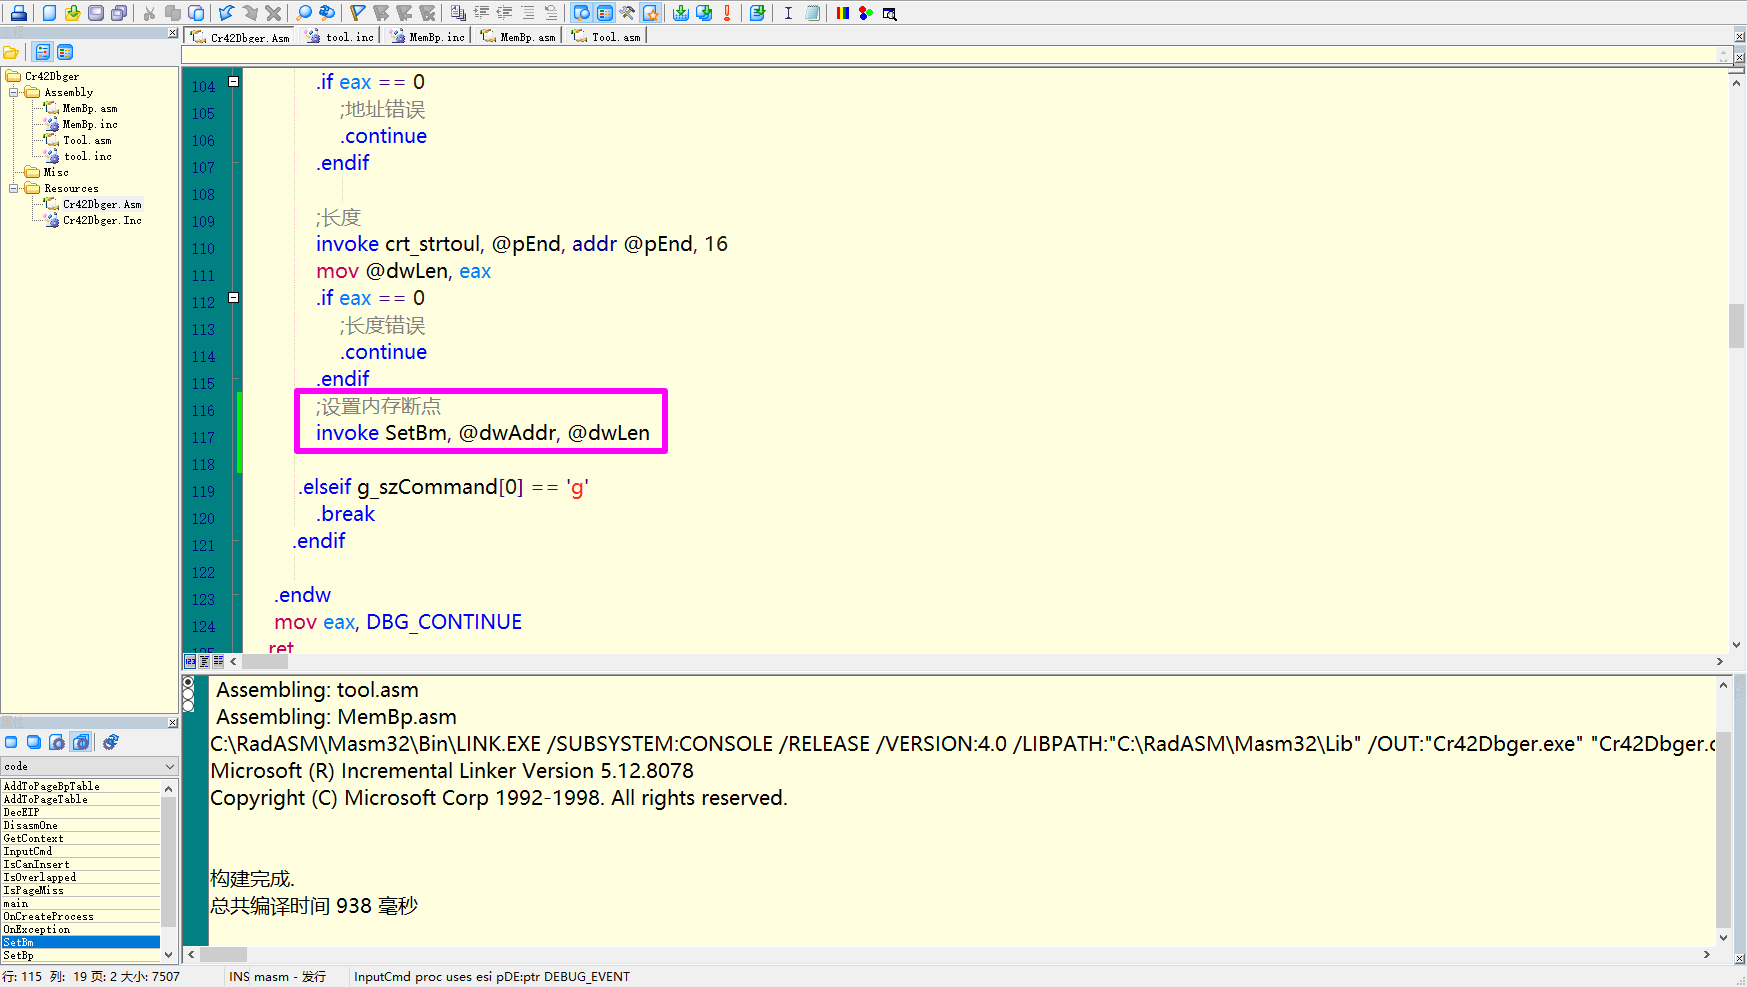 Cr42Dbger.Asm
tool.inc
MemBp.inc
MemBp.asm
Tool.asm
工程
Cr42Dbger
Assembly
MemBp.asm
MemBp.inc
Tool.asm
tool.inc
Misc
Resources
Cr42Dbger.Asm
Cr42Dbger.Inc
104 .if eax == 0
105 ;地址错误
106 .continue
107 .endif
108
109 ;长度
110 invoke crt_strtoul, @pEnd, addr @pEnd, 16
111 mov @dwLen, eax
112 .if eax == 0
113 ;长度错误
114 .continue
115 .endif
116 ;设置内存断点
117 invoke SetBm, @dwAddr, @dwLen
118
119 .elseif g_szCommand[0] == 'g'
120 .break
121 .endif
122
123 .endw
124 mov eax, DBG_CONTINUE
125 ret
属性
code
AddToPageBpTable
AddToPageTable
DecEIP
DisasmOne
GetContext
InputCmd
IsCanInsert
IsOverlapped
IsPageMiss
main
OnCreateProcess
OnException
SetBm
SetBp
Assembling: tool.asm
Assembling: MemBp.asm
C:\RadASM\Masm32\Bin\LINK.EXE /SUBSYSTEM:CONSOLE /RELEASE /VERSION:4.0 /LIBPATH:"C:\RadASM\Masm32\Lib" /OUT:"Cr42Dbger.exe" "Cr42Dbger.o
Microsoft (R) Incremental Linker Version 5.12.8078
Copyright (C) Microsoft Corp 1992-1998. All rights reserved.
构建完成.
总共编译时间 938 毫秒
行: 115 列: 19 页: 2 大小: 7507
INS masm - 发行
InputCmd proc uses esi pDE:ptr DEBUG_EVENT